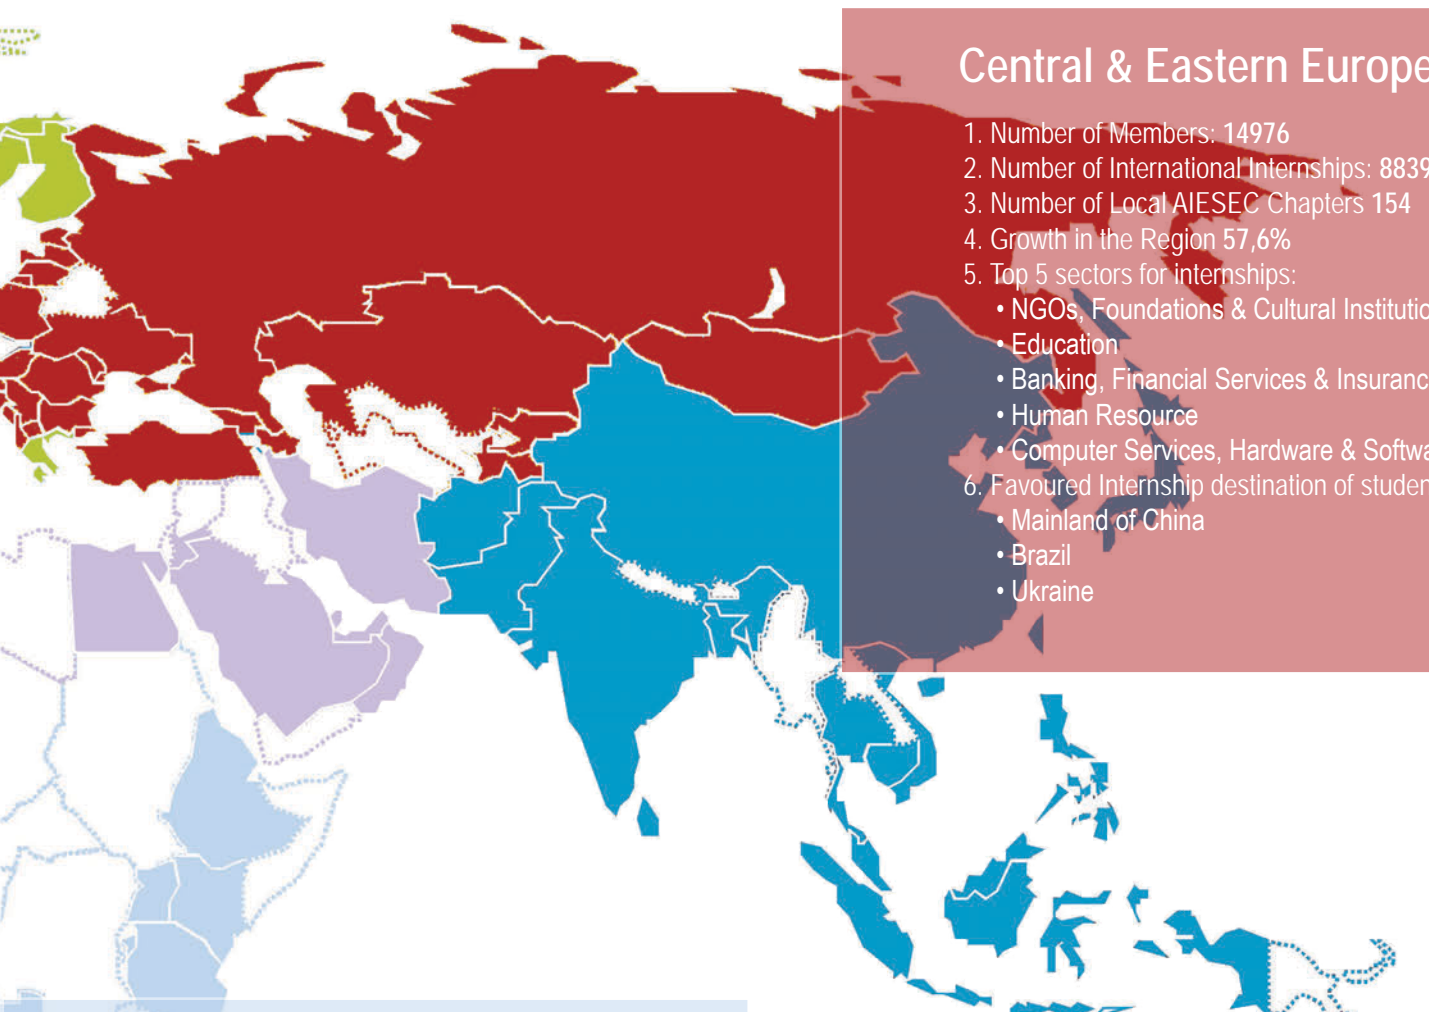 Central & Eastern Europe
1. Number of Members: 14976
2. Number of International Internships: 8839
3. Number of Local AIESEC Chapters 154
4. Growth in the Region 57,6%
5. Top 5 sectors for internships:
• NGOs, Foundations & Cultural Institutio
• Education
• Banking, Financial Services & Insuranc
• Human Resource
• Computer Services, Hardware & Softwa
6. Favoured Internship destination of studen
• Mainland of China
• Brazil
• Ukraine